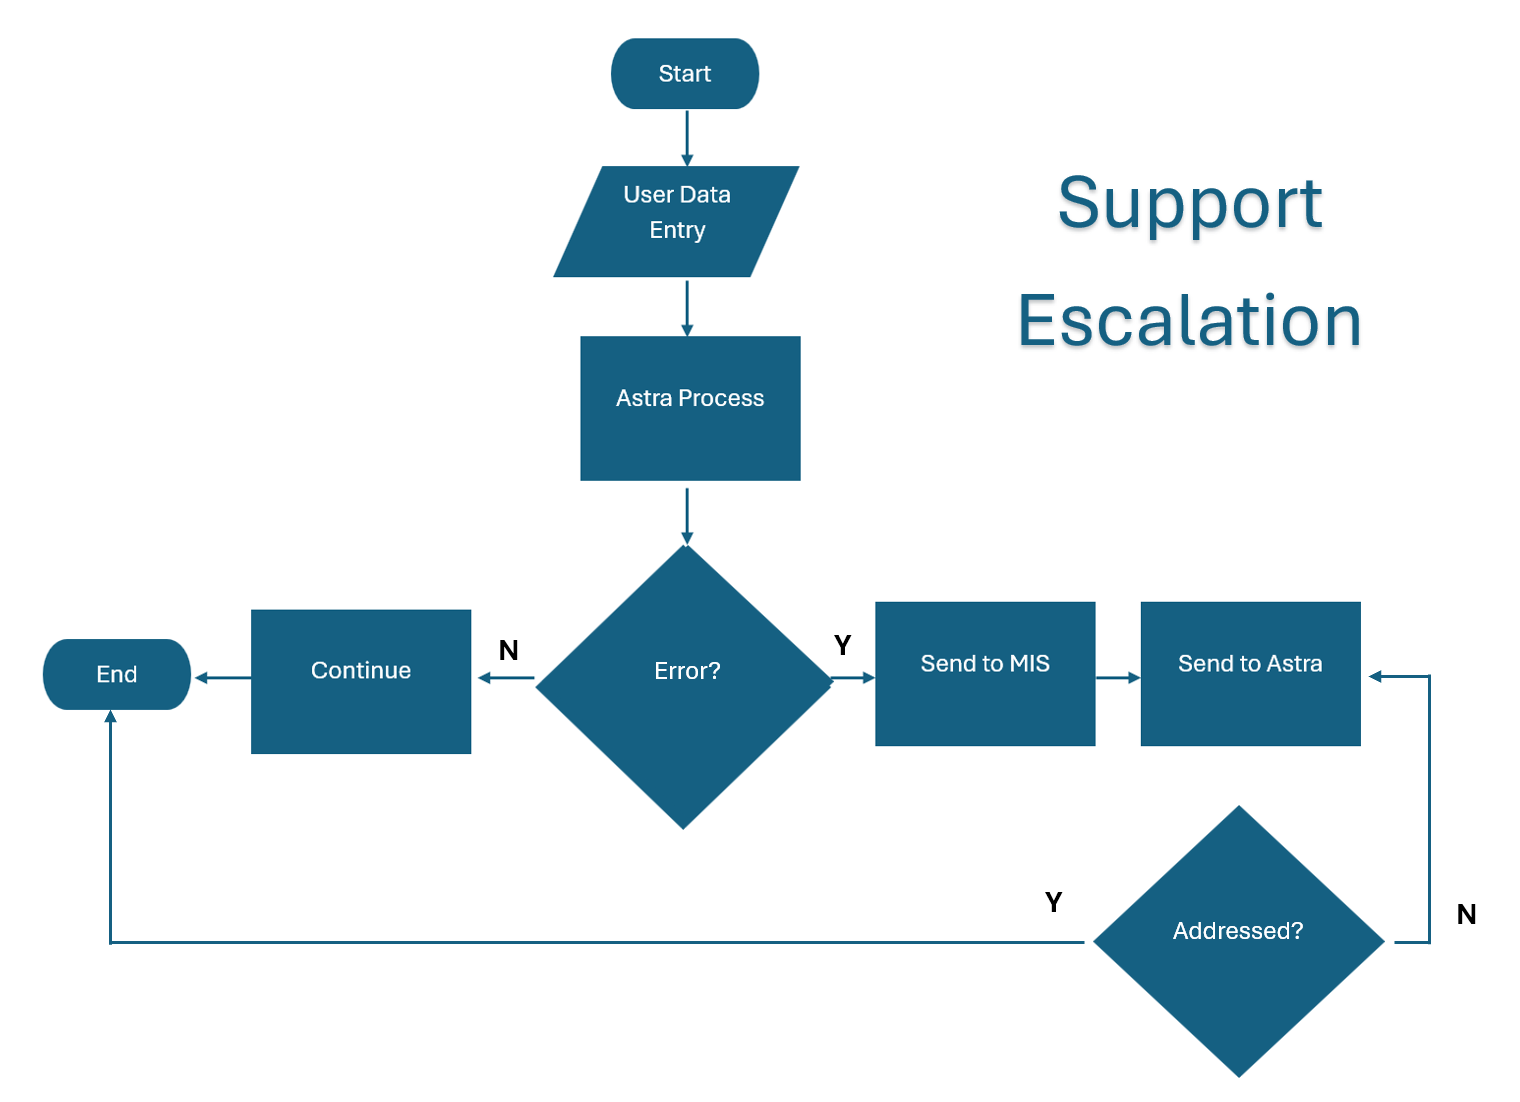 Start
User Data
Entry
Support
Escalation
Astra Process
End
Continue
N
Error?
Y
Send to MIS
Send to Astra
Y
Addressed?
N